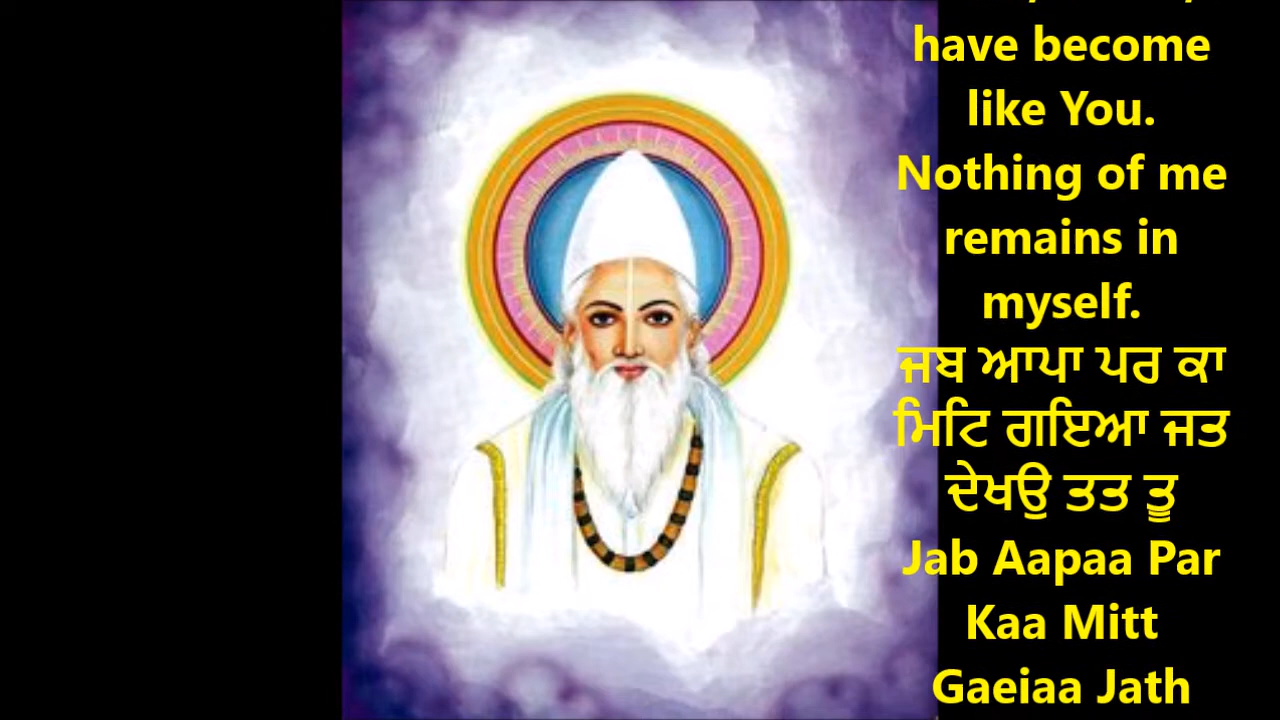 have become
like You.
Nothing of me
remains in
myself.
ਜਬ ਆਪਾ ਪਰ ਕਾ
ਮਿਟਿ ਗਇਆ ਜਤ
ਦੇਖਉ ਤਤ ਤੂ
Jab Aapaa Par
Kaa Mitt
Gaeiaa Jath